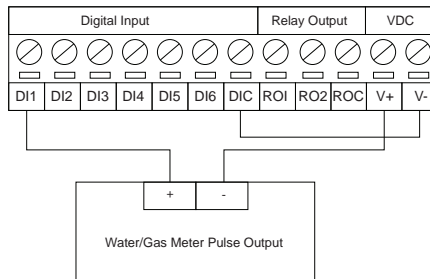 Digital Input Relay Output VDC
DI1 DI2 DI3 DI4 DI5 DI6 DIC ROI RO2 ROC V+ V-
+ -
Water/Gas Meter Pulse Output